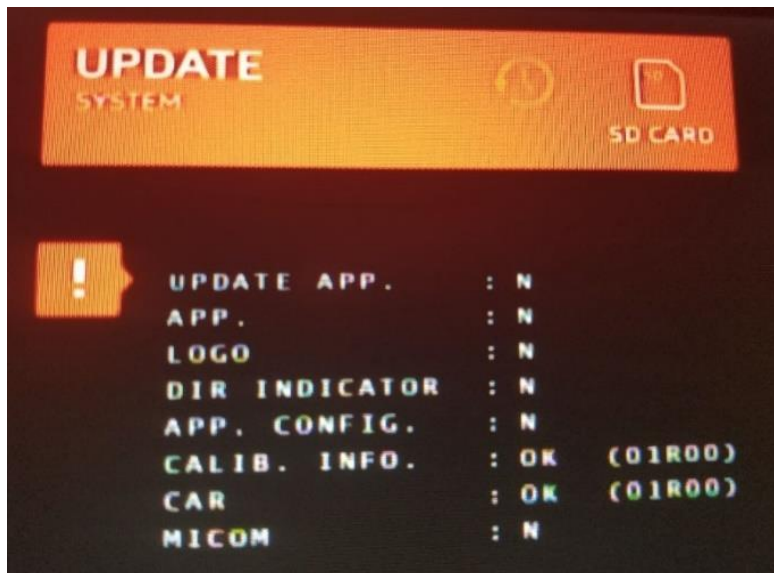 UPDATE
SYSTEM
SD
SD CARD
!
UPDATE APP. : N
APP. : N
LOGO : N
DIR INDICATOR : N
APP. CONFIG. : N
CALIB. INFO. : OK (01R00)
CAR : OK (01R00)
MICOM : N